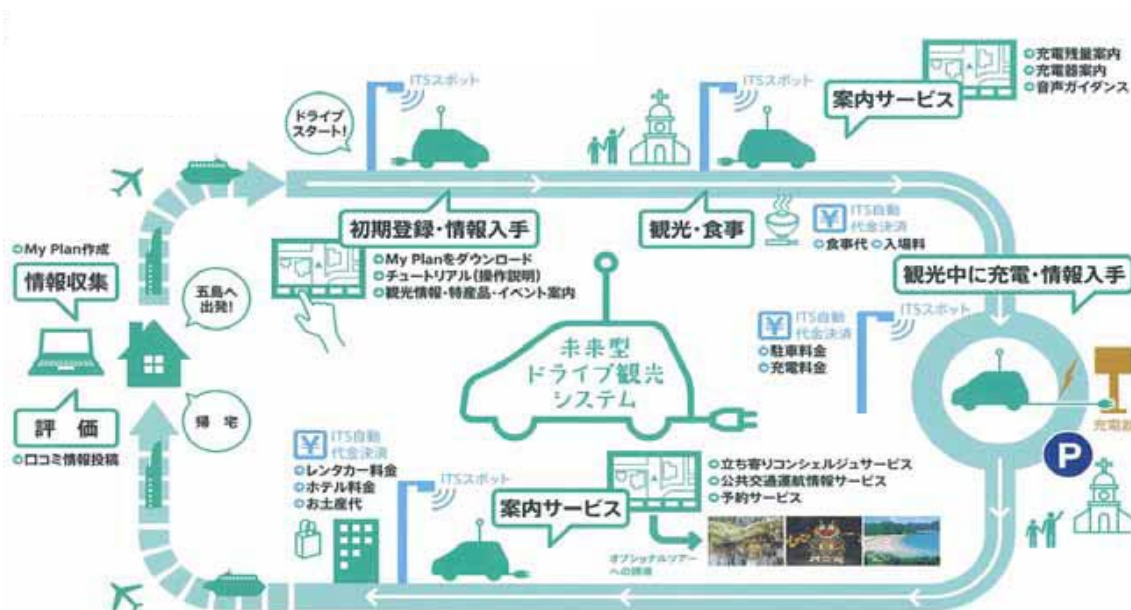 ITSスポット
ITSスポット
充電残量案内
充電器案内
音声ガイダンス
案内サービス
ドライブ
スタート!
初期登録・情報入手
My Planをダウンロード
チュートリアル(操作説明)
観光情報・特産品・イベント案内
観光・食事
¥ ITS自動
代金決済
食事代 入場料
My Plan作成
情報収集
五島へ
出発!
観光中に充電・情報入手
ITSスポット
¥ ITS自動
代金決済
駐車料金
充電料金
未来型
ドライブ観光
システム
充電器
P
評価
口コミ情報投稿
帰宅
¥ ITS自動
代金決済
レンタカー料金
ホテル料金
お土産代
ITSスポット
案内サービス
立ち寄りコンシェルジュサービス
公共交通運航情報サービス
予約サービス
オプショナルツアー
への誘導